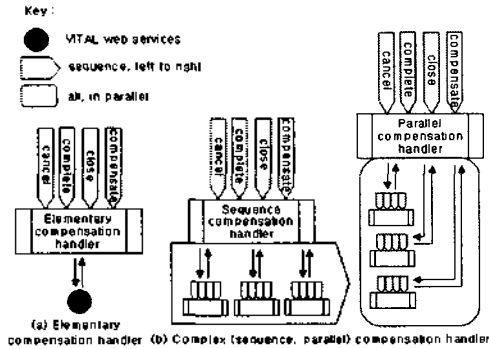 Key :
VITAL web services
sequence, left to right
all, in parallel
cancel
complete
close
compensate
Elementary
compensation
handler
(a) Elementary
compensation handler
cancel
complete
close
compensate
Sequence
compensation
handler
cancel
complete
close
compensate
Parallel
compensation
handler
(b) Complex (sequence, parallel) compensation handler